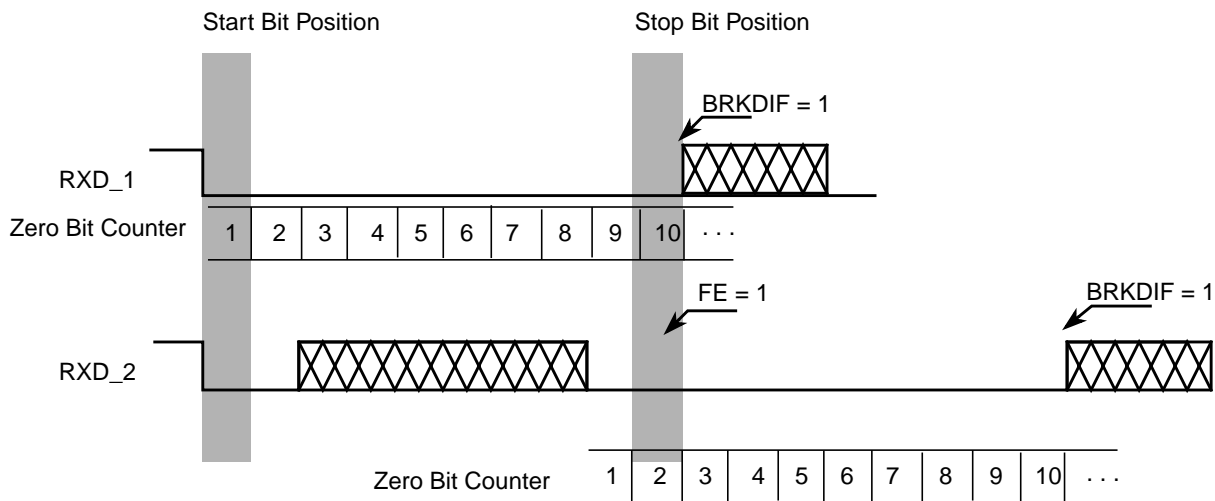 Start Bit Position
Stop Bit Position
BRKDIF = 1
RXD_1
Zero Bit Counter 1 2 3 4 5 6 7 8 9 10 . . .
FE = 1
BRKDIF = 1
RXD_2
Zero Bit Counter 1 2 3 4 5 6 7 8 9 10 . . .